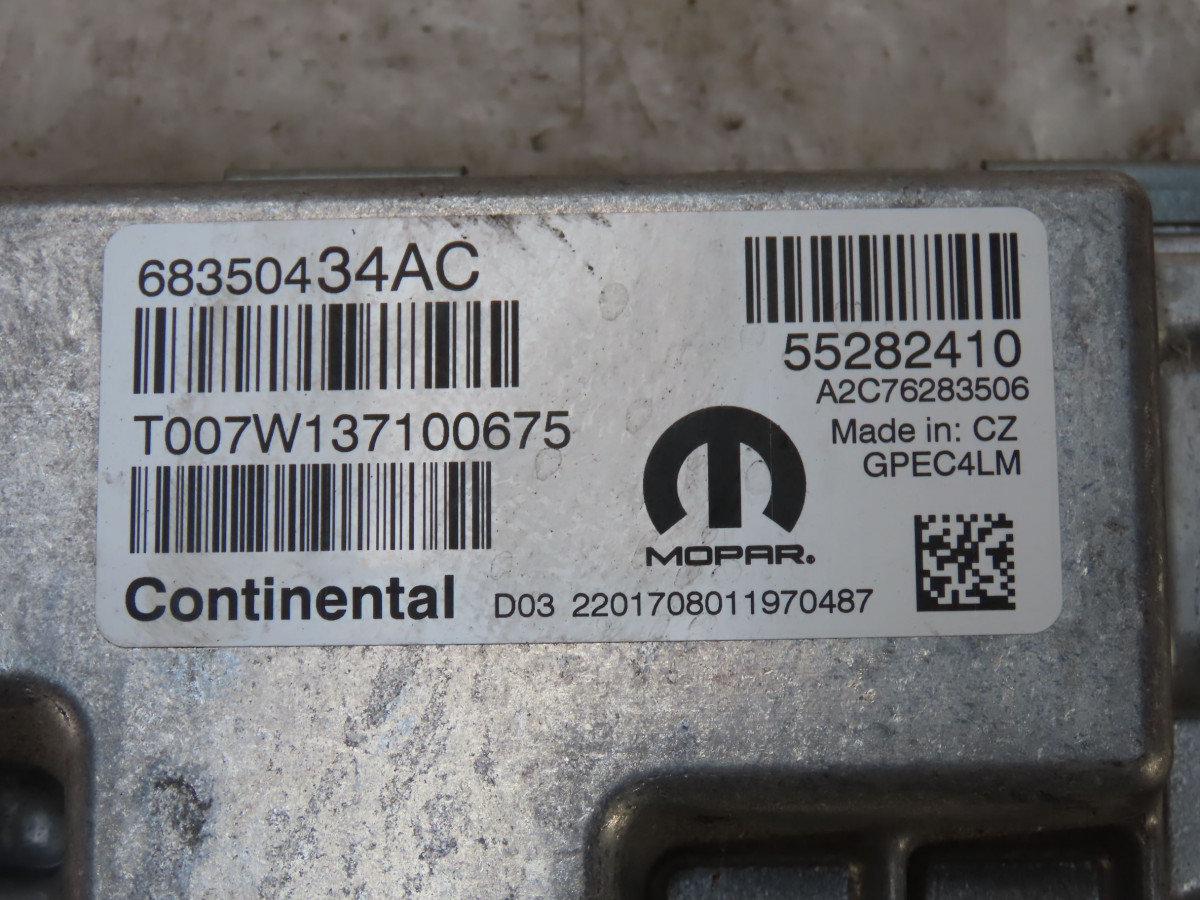 68350434AC
T007W137100675
Continental
D03 2201708011970487
MOPAR®
55282410
A2C76283506
Made in: CZ
GPEC4LM